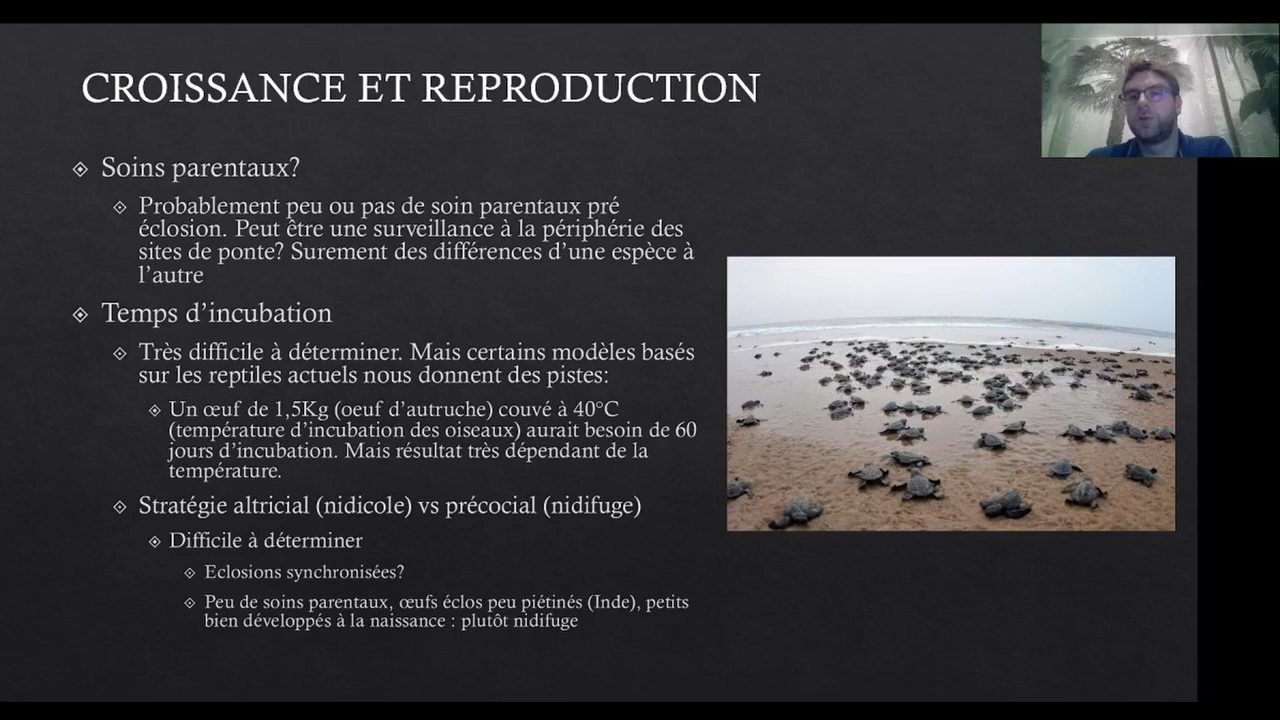 CROISSANCE ET REPRODUCTION
Soins parentaux?
Probablement peu ou pas de soin parentaux pré
éclosion. Peut être une surveillance à la périphérie des
sites de ponte? Surement des différences d’une espèce à
l’autre
Temps d’incubation
Très difficile à déterminer. Mais certains modèles basés
sur les reptiles actuels nous donnent des pistes:
Un œuf de 1,5Kg (oeuf d’autruche) couvé à 40°C
(température d’incubation des oiseaux) aurait besoin de 60
jours d’incubation. Mais résultat très dépendant de la
température.
Stratégie altricial (nidicole) vs précocial (nidifuge)
Difficile à déterminer
Eclosions synchronisées?
Peu de soins parentaux, œufs éclos peu piétinés (Inde), petits
bien développés à la naissance : plutôt nidifuge